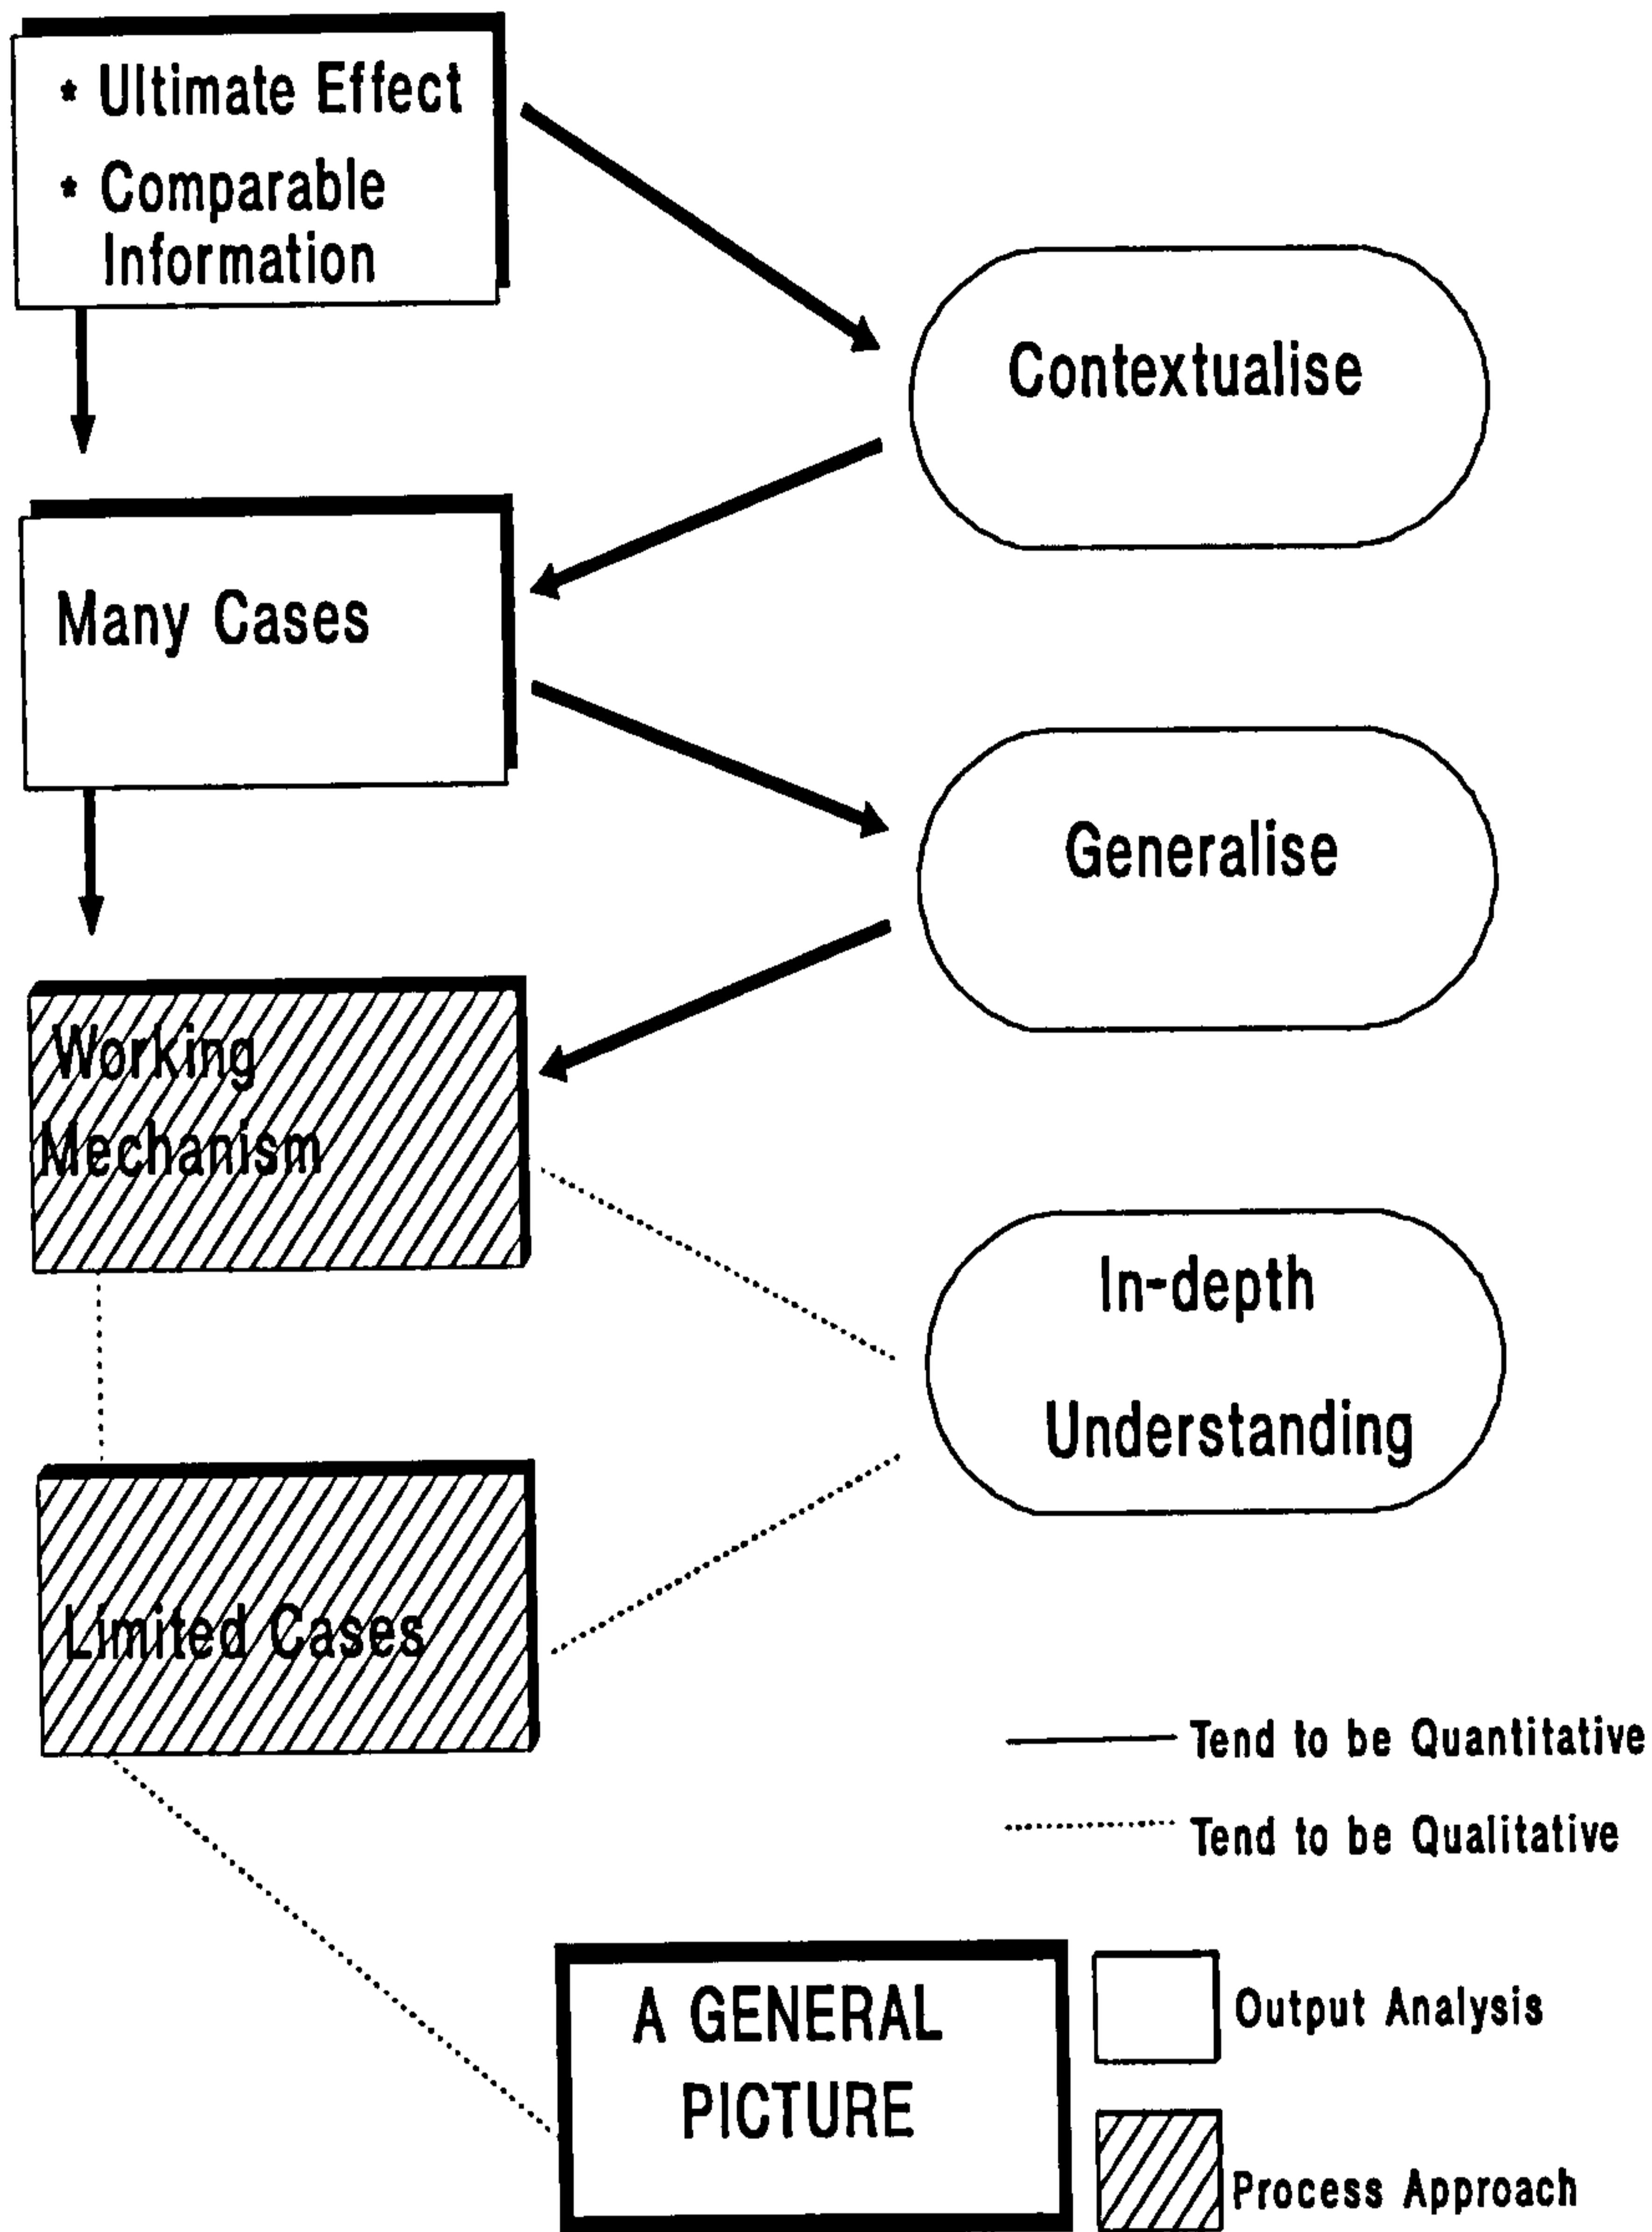 * Ultimate Effect
* Comparable
Information
Contextualise
Many Cases
Generalise
Working
Mechanism
In-depth
Understanding
Limited Cases
Tend to be Quantitative
Tend to be Qualitative
A GENERAL
PICTURE
Output Analysis
Process Approach